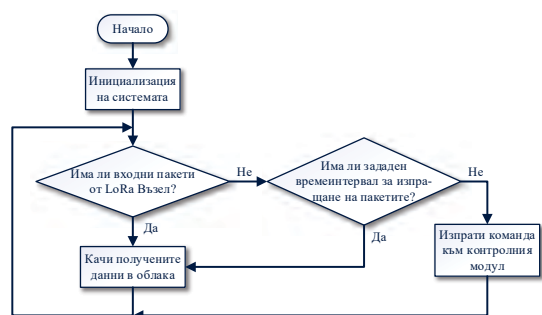 Начало
Инициализация
на системата
Има ли входни пакети
от LoRa Възел?
Не
Има ли зададен
времеинтервал за изпра-
щане на пакетите?
Не
Да
Да
Качи получените
данни в облака
Изпрати команда
към контролния
модул